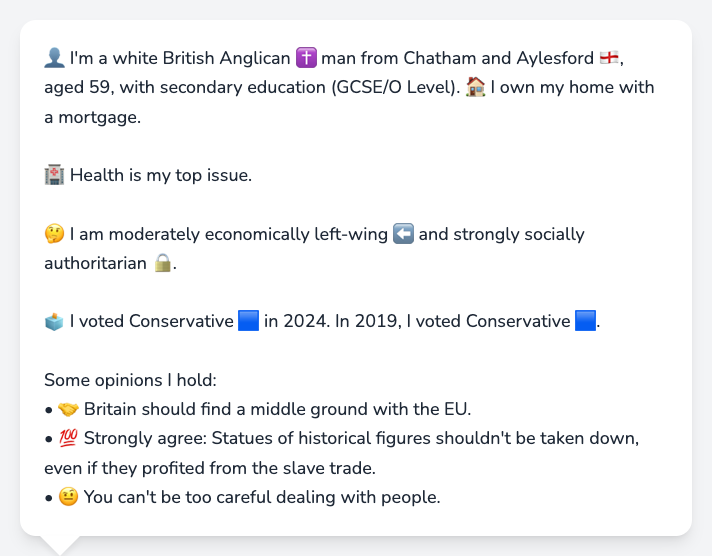 👤 I'm a white British Anglican ✝️ man from Chatham and Aylesford 🏴󠁧󠁢󠁥󠁮󠁧󠁿,
aged 59, with secondary education (GCSE/O Level). 🏠 I own my home with
a mortgage.
🏥 Health is my top issue.
🤔 I am moderately economically left-wing ⬅️ and strongly socially
authoritarian 🔒.
🗳️ I voted Conservative 🟦 in 2024. In 2019, I voted Conservative 🟦.
Some opinions I hold:
• 🤝 Britain should find a middle ground with the EU.
• 💯 Strongly agree: Statues of historical figures shouldn't be taken down,
even if they profited from the slave trade.
• 🤨 You can't be too careful dealing with people.